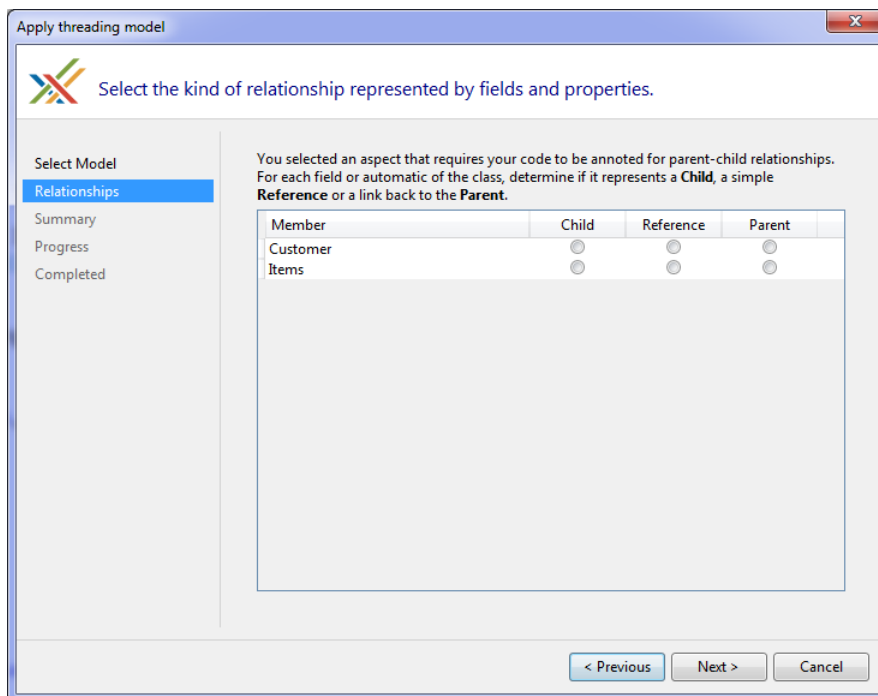 Apply threading model
Select the kind of relationship represented by fields and properties.
Select Model
Relationships
Summary
Progress
Completed
You selected an aspect that requires your code to be annoted for parent-child relationships.
For each field or automatic of the class, determine if it represents a Child, a simple
Reference or a link back to the Parent.
Member Child Reference Parent
Customer
Items
< Previous Next > Cancel